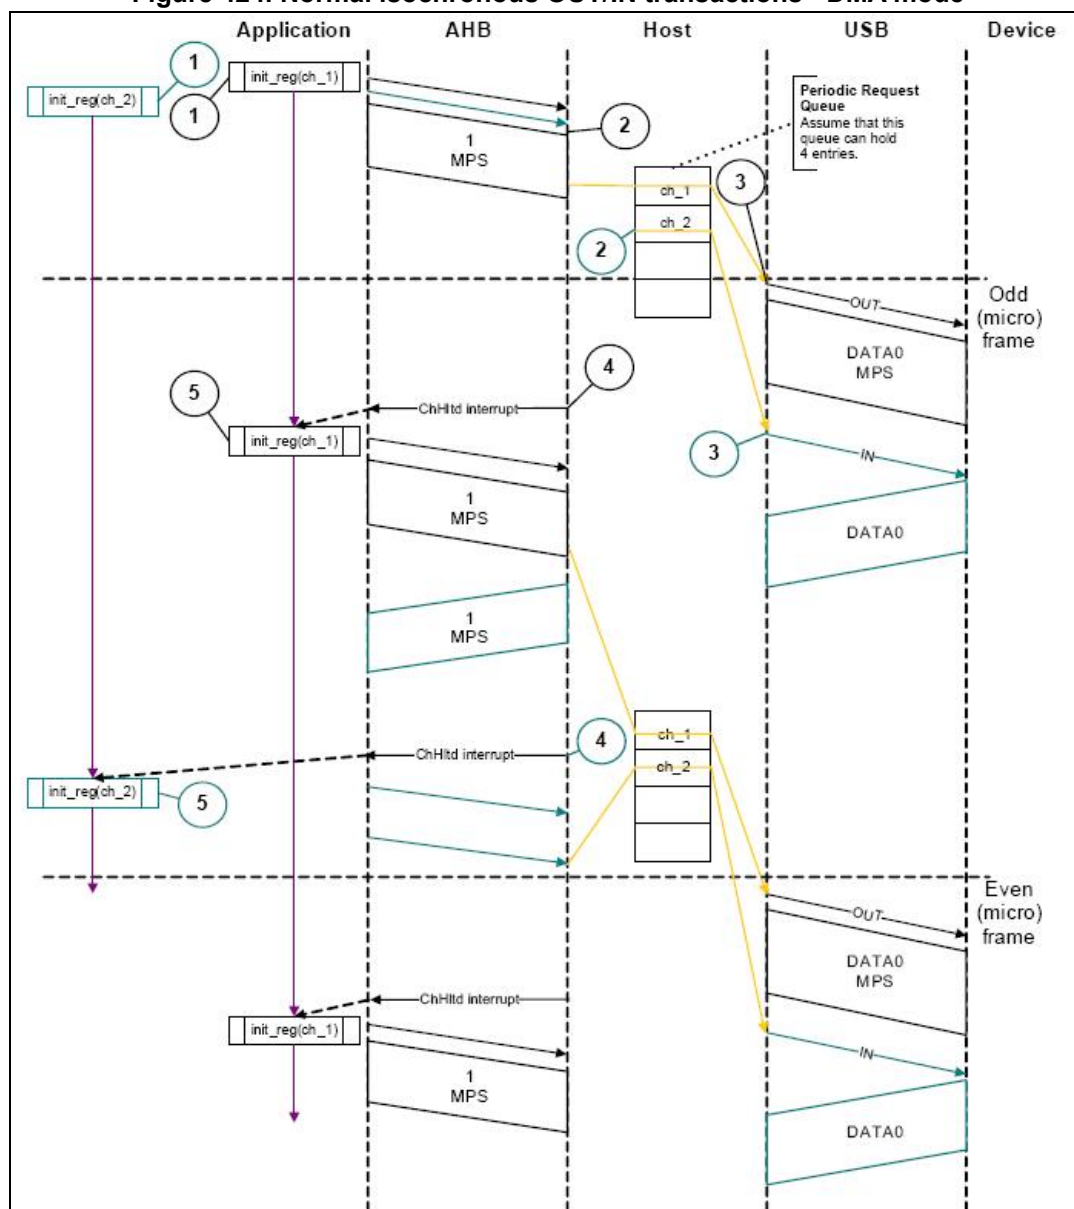 Figure Normal isochronous OUT/IN transactions - DMA mode
Application AHB Host USB Device
1
init_reg(ch_1)
init_reg(ch_2)
1
Periodic Request
Queue
Assume that this
queue can hold
4 entries.
2
1
MPS
3
ch_1
ch_2
2
Odd
(micro)
frame
OUT
DATA0
MPS
4
5
ChHltd interrupt
init_reg(ch_1)
3
IN
1
MPS
DATA0
1
MPS
ch_1
4
ChHltd interrupt
ch_2
init_reg(ch_2)
5
Even
(micro)
frame
OUT
DATA0
MPS
ChHltd interrupt
init_reg(ch_1)
IN
1
MPS
DATA0